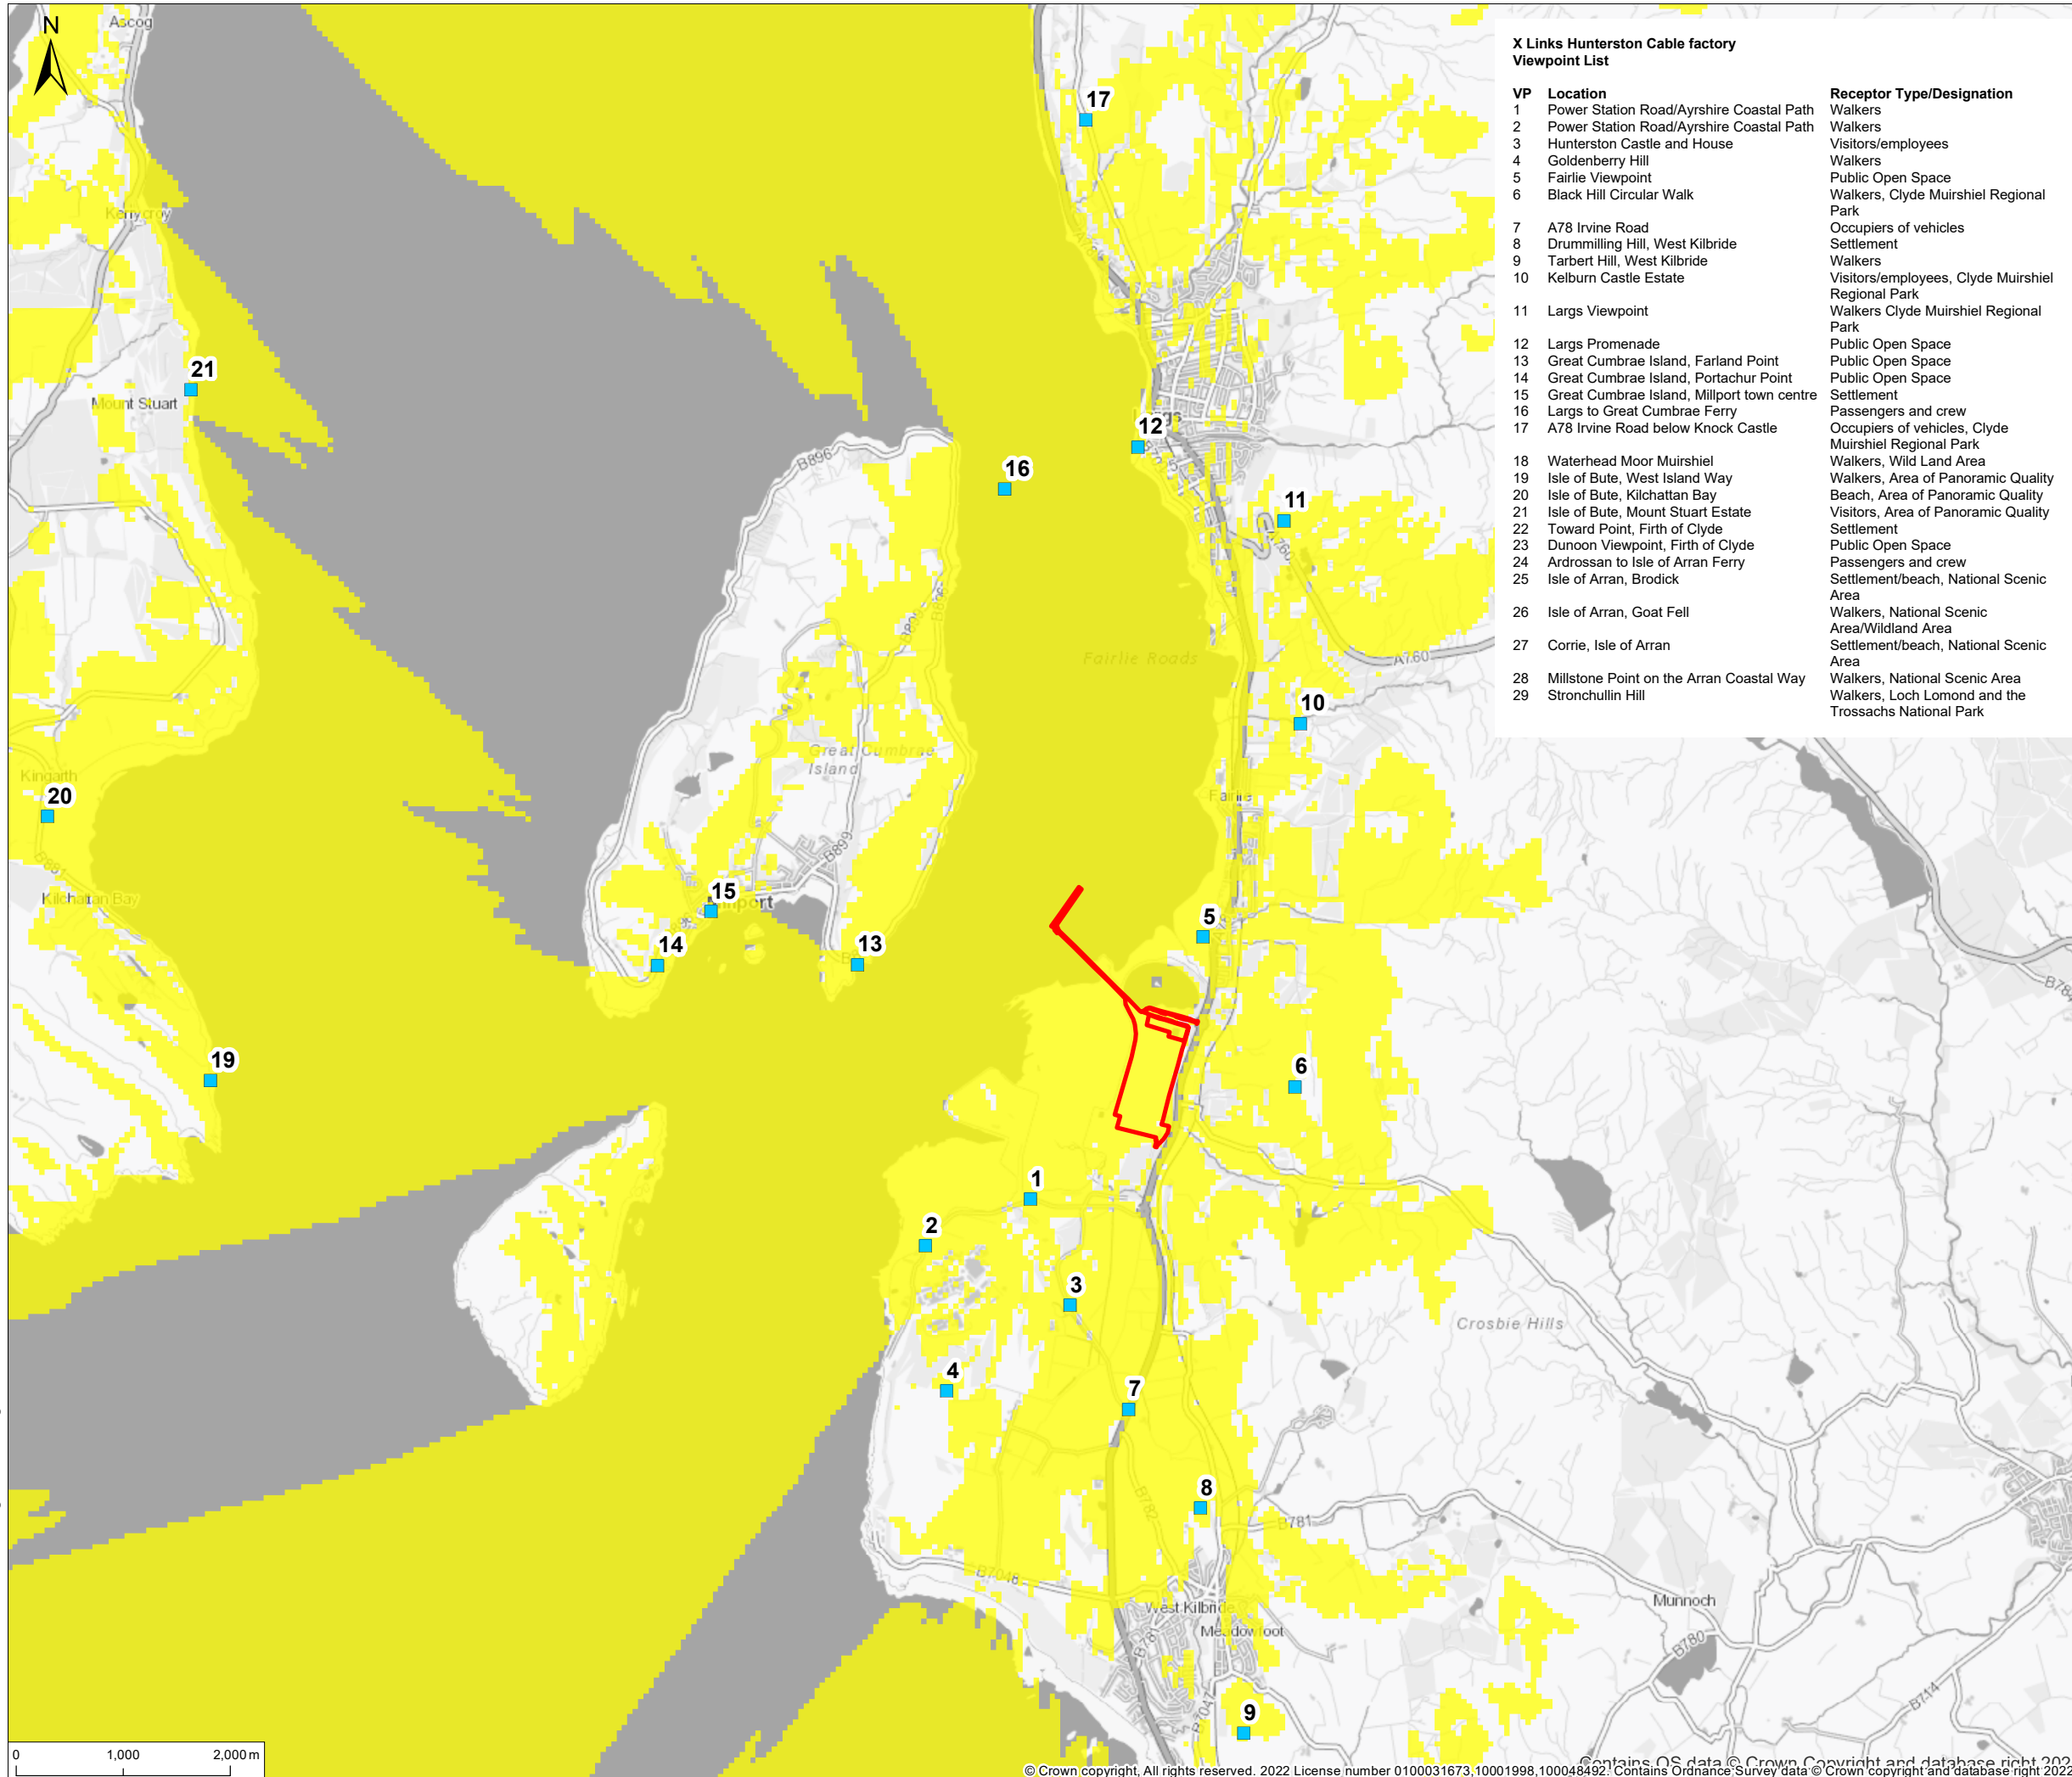 N
Ascog
Kerrycroy
21
Mount Stuart
Kingarth
20
B881
Kilchattan Bay
19
17
A78
12
Largs
16
11
A760
A760
10
B896
B896
B899
Great Cumbrae
Island
B899
15
Millport
14
13
Fairlie Roads
Fairlie
5
6
1
2
3
4
7
8
B782
B781
B7048
West Kilbride
Meadowfoot
B781
B7047
9
Crosbie Hills
Munnoch
B780
B714
B784
X Links Hunterston Cable factory
Viewpoint List
VP Location Receptor Type/Designation
1 Power Station Road/Ayrshire Coastal Path Walkers
2 Power Station Road/Ayrshire Coastal Path Walkers
3 Hunterston Castle and House Visitors/employees
4 Goldenberry Hill Walkers
5 Fairlie Viewpoint Public Open Space
6 Black Hill Circular Walk Walkers, Clyde Muirshiel Regional
Park
7 A78 Irvine Road Occupiers of vehicles
8 Drummilling Hill, West Kilbride Settlement
9 Tarbert Hill, West Kilbride Walkers
10 Kelburn Castle Estate Visitors/employees, Clyde Muirshiel
Regional Park
11 Largs Viewpoint Walkers Clyde Muirshiel Regional
Park
12 Largs Promenade Public Open Space
13 Great Cumbrae Island, Farland Point Public Open Space
14 Great Cumbrae Island, Portachur Point Public Open Space
15 Great Cumbrae Island, Millport town centre Settlement
16 Largs to Great Cumbrae Ferry Passengers and crew
17 A78 Irvine Road below Knock Castle Occupiers of vehicles, Clyde
Muirshiel Regional Park
18 Waterhead Moor Muirshiel Walkers, Wild Land Area
19 Isle of Bute, West Island Way Walkers, Area of Panoramic Quality
20 Isle of Bute, Kilchattan Bay Beach, Area of Panoramic Quality
21 Isle of Bute, Mount Stuart Estate Visitors, Area of Panoramic Quality
22 Toward Point, Firth of Clyde Settlement
23 Dunoon Viewpoint, Firth of Clyde Public Open Space
24 Ardrossan to Isle of Arran Ferry Passengers and crew
25 Isle of Arran, Brodick Settlement/beach, National Scenic
Area
26 Isle of Arran, Goat Fell Walkers, National Scenic
Area/Wildland Area
27 Corrie, Isle of Arran Settlement/beach, National Scenic
Area
28 Millstone Point on the Arran Coastal Way Walkers, National Scenic Area
29 Stronchullin Hill Walkers, Loch Lomond and the
Trossachs National Park
0 1,000 2,000 m
Contains OS data © Crown Copyright and database right 202
© Crown copyright, All rights reserved. 2022 License number 0100031673,10001998,100048492. Contains Ordnance Survey data © Crown copyright and database right 2022